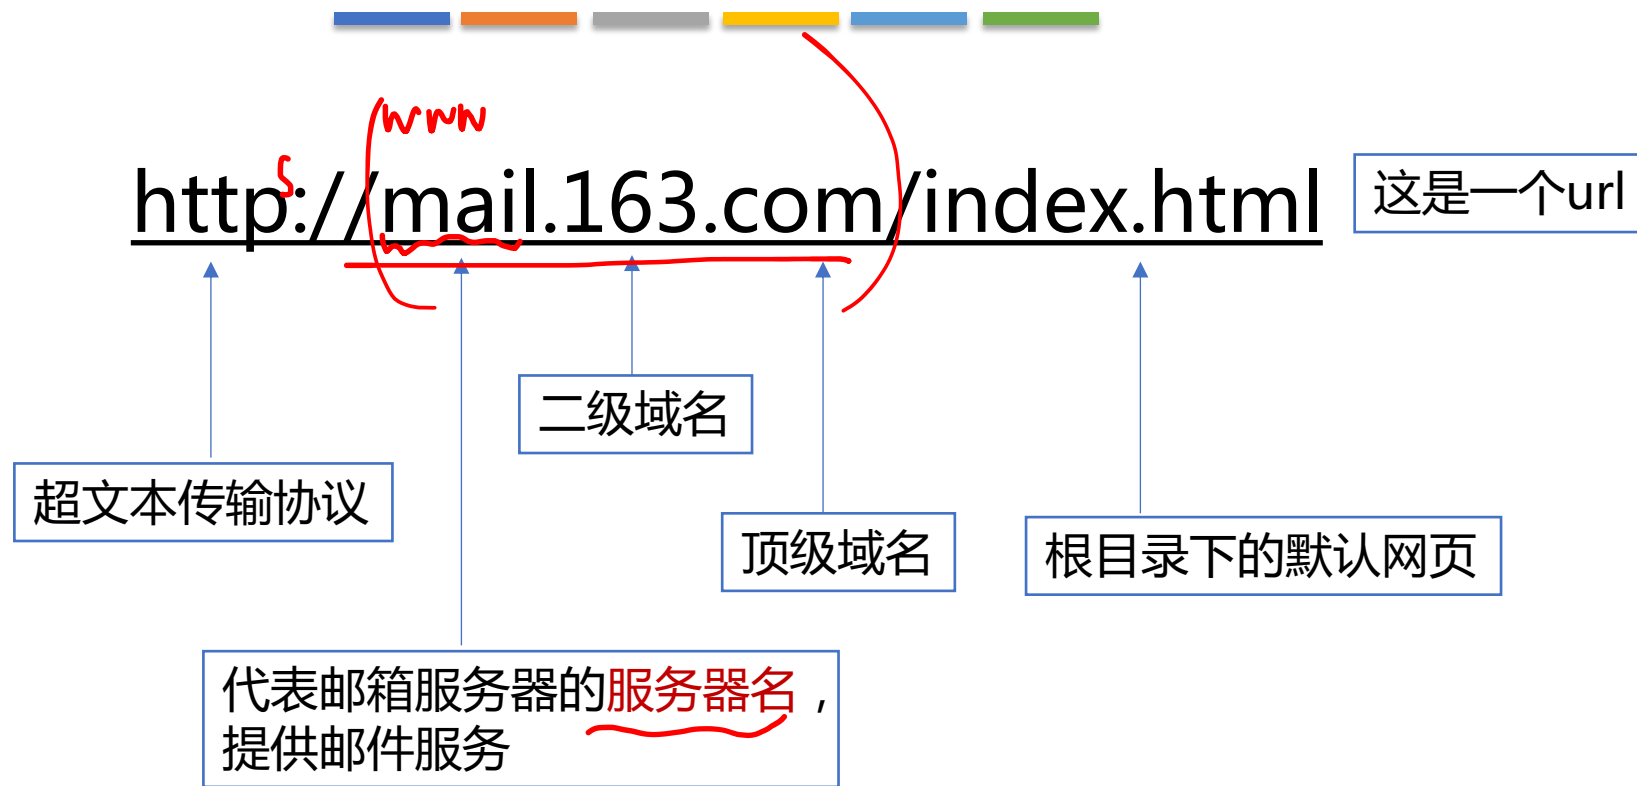 www
s
http://mail.163.com/index.html
这是一个url
二级域名
超文本传输协议
顶级域名
根目录下的默认网页
代表邮箱服务器的服务器名，
提供邮件服务